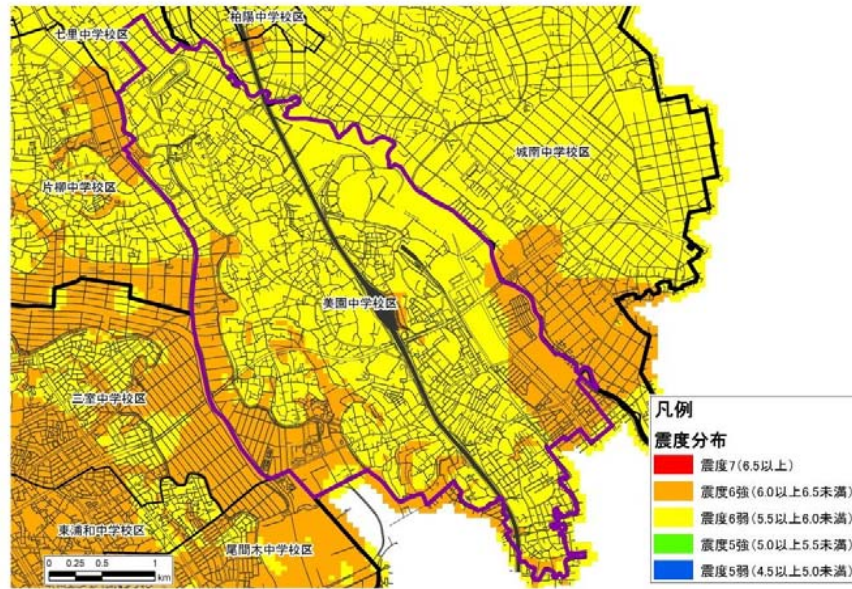 柏陽中学校区
七里中学校区
城南中学校区
片柳中学校区
美園中学校区
三室中学校区
東浦和中学校区
尾間木中学校区
0 0.25 0.5 1
km
凡例
震度分布
震度7(6.5以上)
震度6強(6.0以上6.5未満)
震度6弱(5.5以上6.0未満)
震度5強(5.0以上5.5未満)
震度5弱(4.5以上5.0未満)